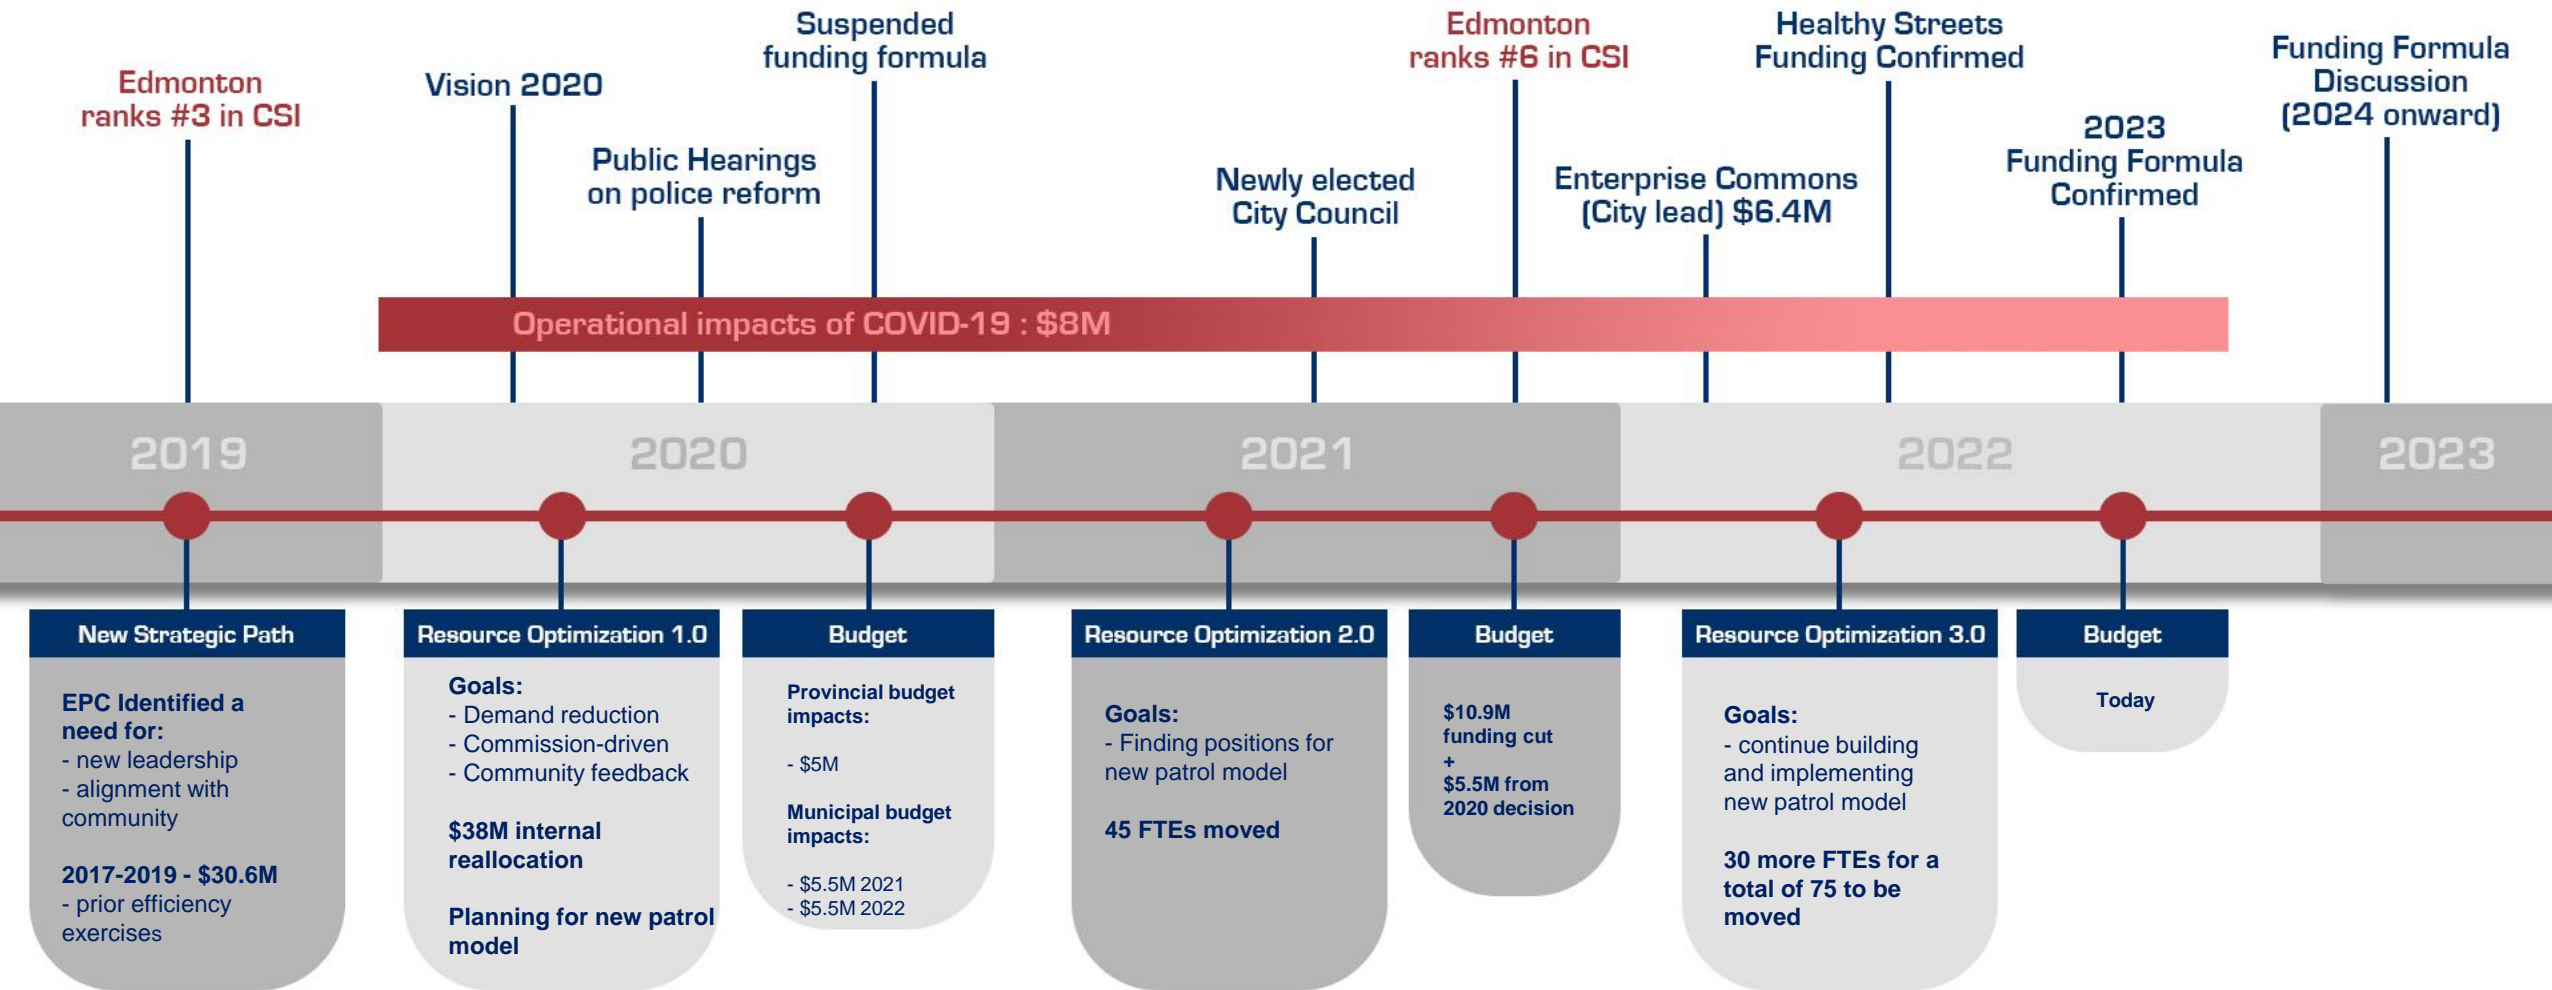 Edmonton
ranks #3 in CSI
Vision 2020
Public Hearings
on police reform
Suspended
funding formula
Newly elected
City Council
Edmonton
ranks #6 in CSI
Enterprise Commons
(City lead) $6.4M
Healthy Streets
Funding Confirmed
2023
Funding Formula
Confirmed
Funding Formula
Discussion
(2024 onward)
Operational impacts of COVID-19 : $8M
2019
2020
2021
2022
2023
New Strategic Path
EPC Identified a
need for:
- new leadership
- alignment with
community
2017-2019 - $30.6M
- prior efficiency
exercises
Resource Optimization 1.0
Goals:
- Demand reduction
- Commission-driven
- Community feedback
$38M internal
reallocation
Planning for new patrol
model
Budget
Provincial budget
impacts:
- $5M
Municipal budget
impacts:
- $5.5M 2021
- $5.5M 2022
Resource Optimization 2.0
Goals:
- Finding positions for
new patrol model
45 FTEs moved
Budget
$10.9M
funding cut
+
$5.5M from
2020 decision
Resource Optimization 3.0
Goals:
- continue building
and implementing
new patrol model
30 more FTEs for a
total of 75 to be
moved
Budget
Today